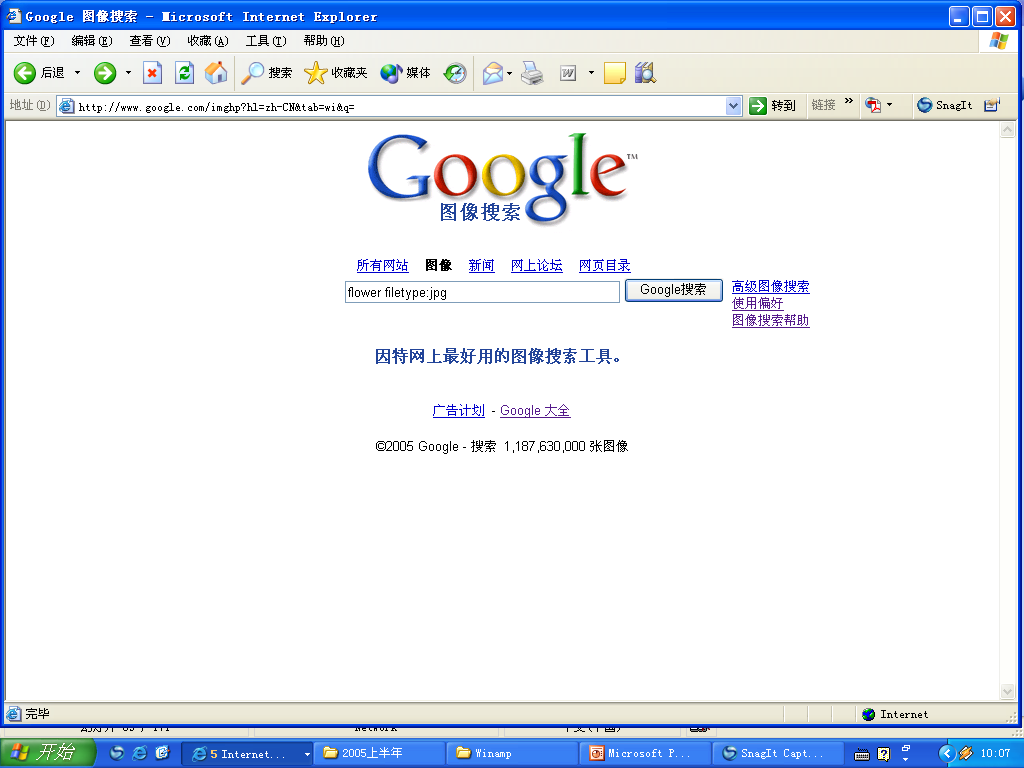 Google 图像搜索 - Microsoft Internet Explorer
文件(F) 编辑(E) 查看(V) 收藏(A) 工具(T) 帮助(H)
后退 搜索 收藏夹 媒体
地址(D) http://www.google.com/imghp?hl=zh-CN&tab=wi&q= 转到 链接 » SnagIt
Google™
图像搜索
所有网站 图像 新闻 网上论坛 网页目录
flower filetype:jpg Google搜索 高级图像搜索
使用偏好
图像搜索帮助
因特网上最好用的图像搜索工具。
广告计划 - Google 大全
©2005 Google - 搜索 1,187,630,000 张图像
完毕 Internet
开始 5 Internet... 2005上半年 Winamp Microsoft P... SnagIt Capt... 10:07